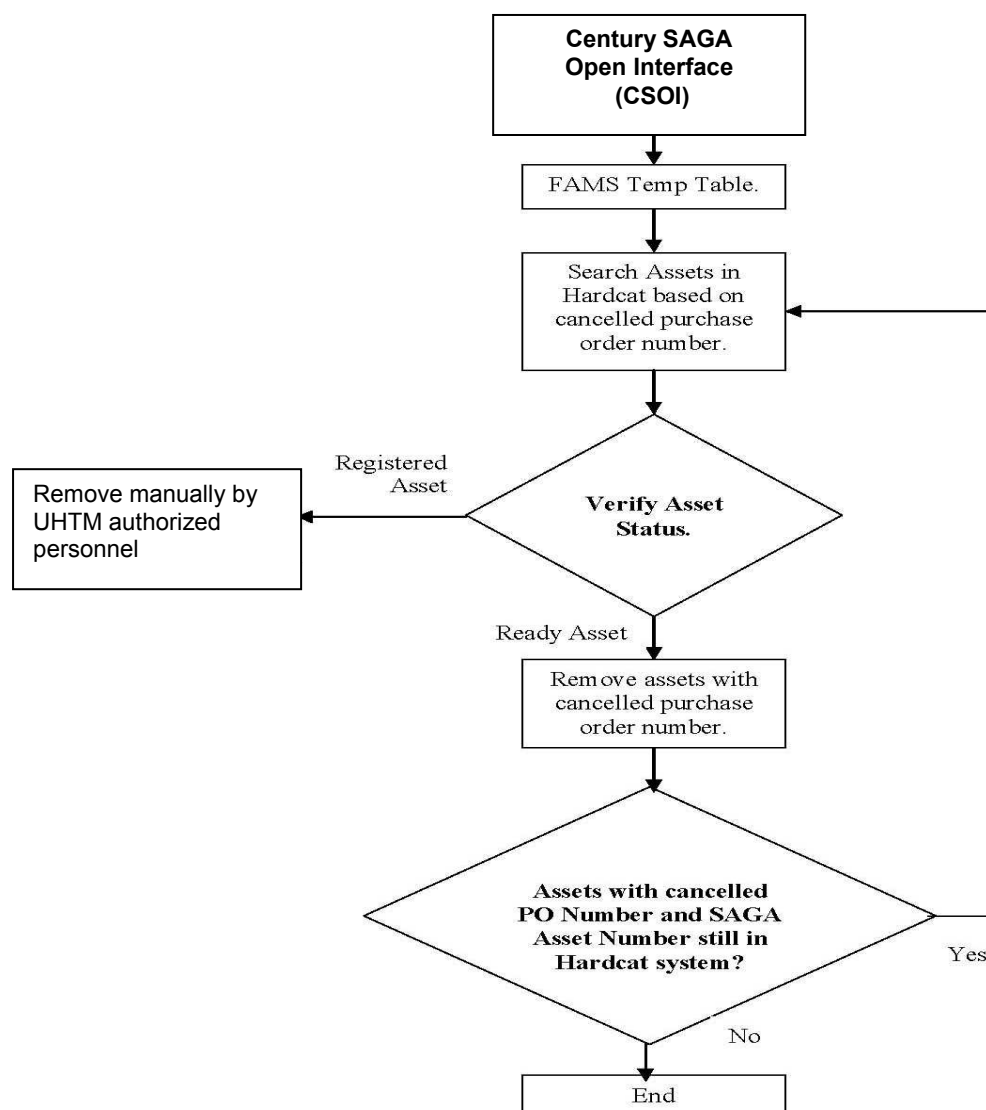 Century SAGA
Open Interface
(CSOI)
FAMS Temp Table.
Search Assets in
Hardcat based on
cancelled purchase
order number.
Registered
Asset
Remove manually by
UHTM authorized
personnel
Verify Asset
Status.
Ready Asset
Remove assets with
cancelled purchase
order number.
Assets with cancelled
PO Number and SAGA
Asset Number still in
Hardcat system?
Yes
No
End